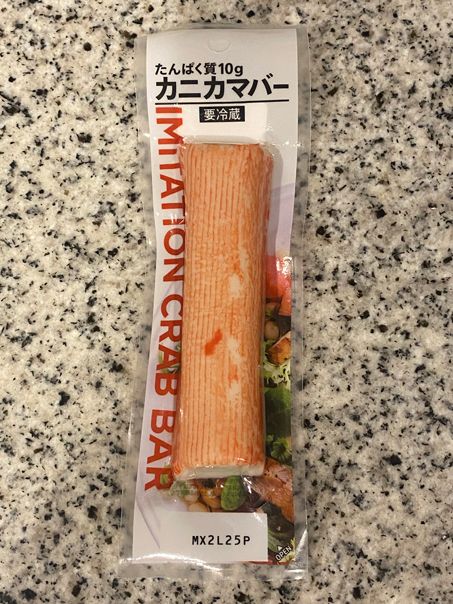 たんぱく質10g
カニカマバー
要冷蔵
IMITATION CRAB BAR
MX2L25P
OPEN